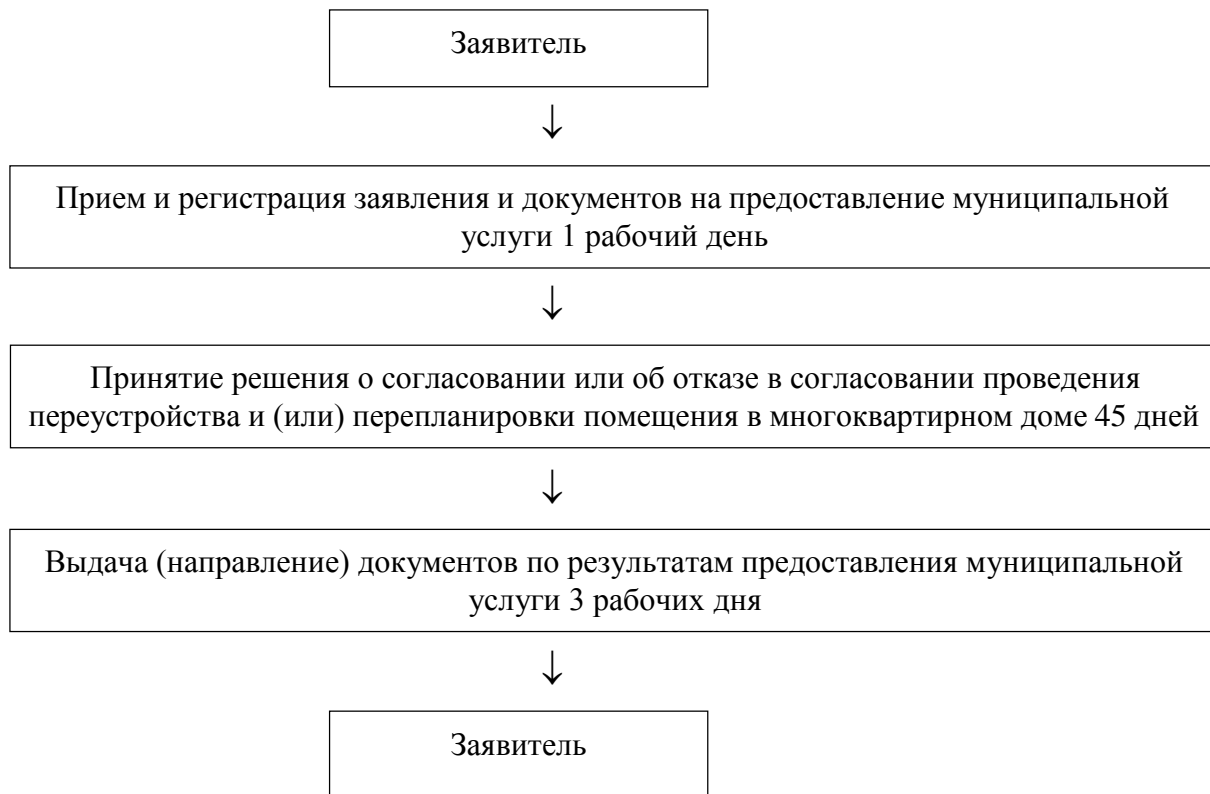 Заявитель
↓
Прием и регистрация заявления и документов на предоставление муниципальной
услуги 1 рабочий день
↓
Принятие решения о согласовании или об отказе в согласовании проведения
переустройства и (или) перепланировки помещения в многоквартирном доме 45 дней
↓
Выдача (направление) документов по результатам предоставления муниципальной
услуги 3 рабочих дня
↓
Заявитель